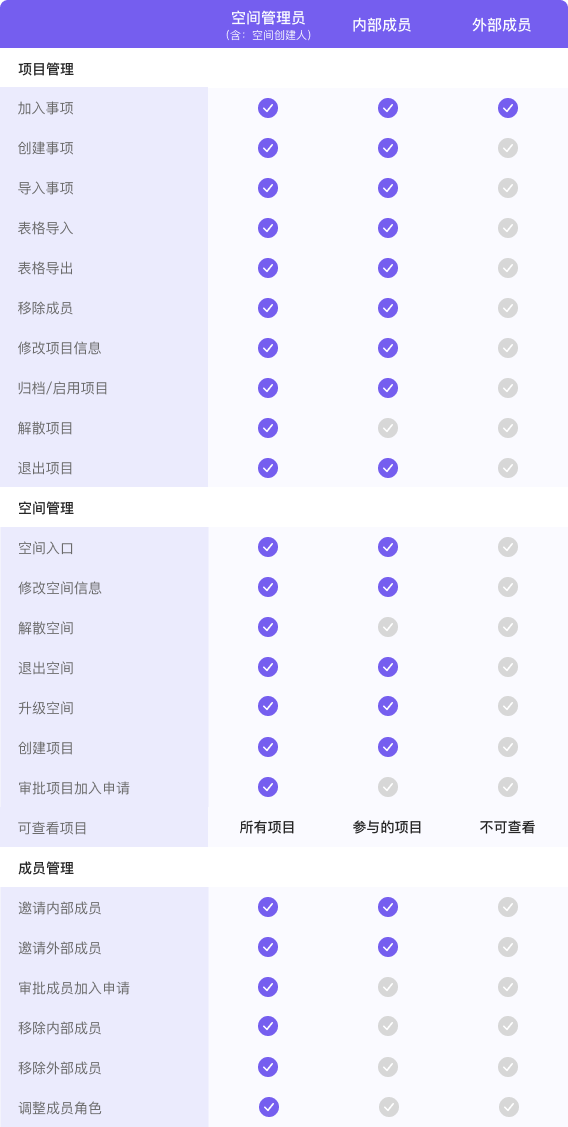 空间管理员 内部成员 外部成员
(含：空间创建人)
项目管理
加入事项
创建事项
导入事项
表格导入
表格导出
移除成员
修改项目信息
归档/启用项目
解散项目
退出项目
空间管理
空间入口
修改空间信息
解散空间
退出空间
升级空间
创建项目
审批项目加入申请
可查看项目 所有项目 参与的项目 不可查看
成员管理
邀请内部成员
邀请外部成员
审批成员加入申请
移除内部成员
移除外部成员
调整成员角色